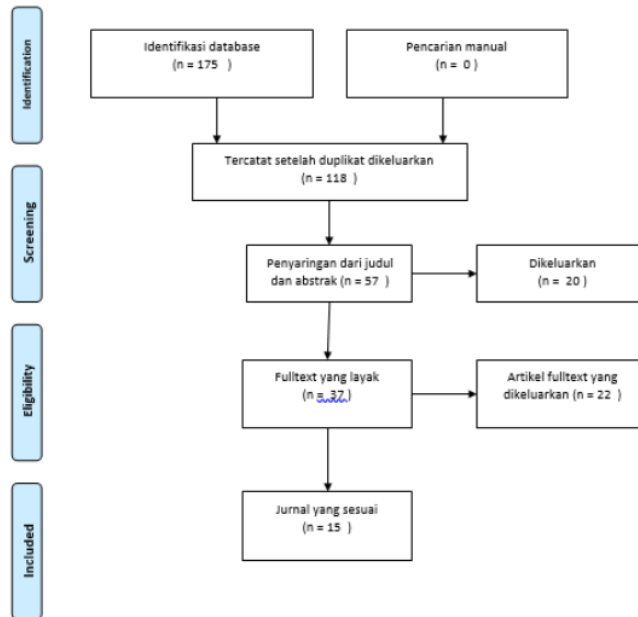 Identification
Identifikasi database
(n = 175 )
Pencarian manual
(n = 0 )
Tercatat setelah duplikat dikeluarkan
(n = 118 )
Screening
Penyaringan dari judul
dan abstrak (n = 57 )
Dikeluarkan
(n = 20 )
Eligibility
Fulltext yang layak
(n = 37 )
Artikel fulltext yang
dikeluarkan (n = 22 )
Included
Jurnal yang sesuai
(n = 15 )